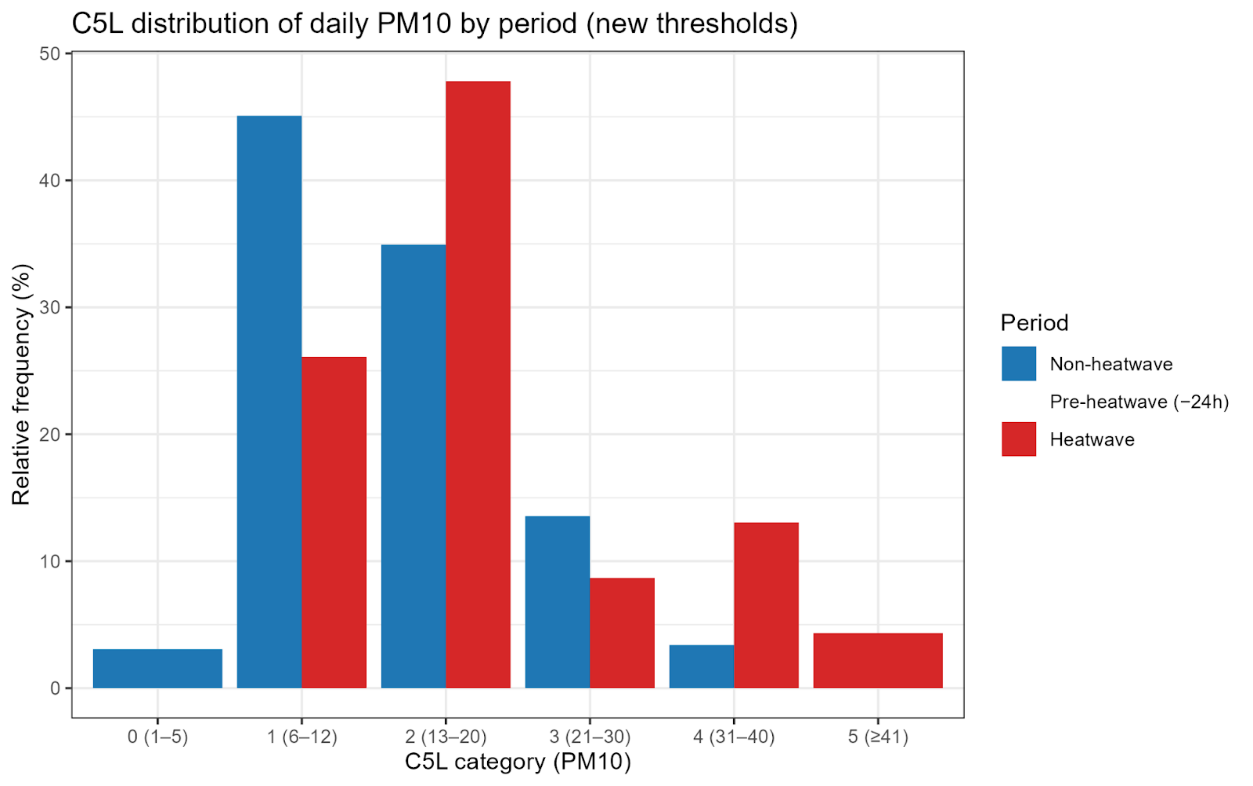 C5L distribution of daily PM10 by period (new thresholds)
Relative frequency (%)
50
40
30
20
10
0
0 (1–5)
1 (6–12)
2 (13–20)
3 (21–30)
4 (31–40)
5 (≥41)
C5L category (PM10)
Period
Non-heatwave
Pre-heatwave (−24h)
Heatwave